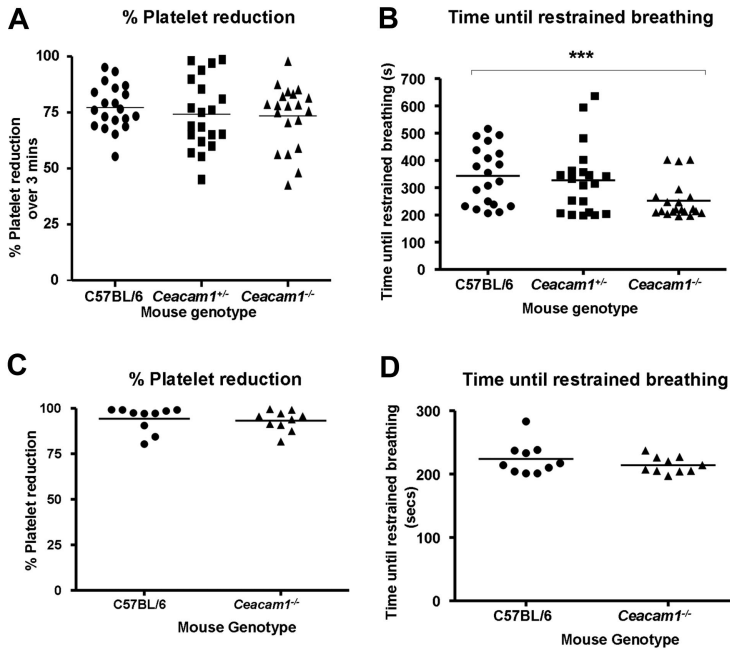 A
% Platelet reduction
% Platelet reduction
over 3 mins
100
75
50
25
0
C57BL/6 Ceacam1+/- Ceacam1-/-
Mouse genotype
B
Time until restrained breathing
***
Time until restrained breathing (s)
700
600
500
400
300
200
100
0
C57BL/6 Ceacam1+/- Ceacam1-/-
Mouse genotype
C
% Platelet reduction
% Platelet reduction
100
75
50
25
0
C57BL/6 Ceacam1-/-
Mouse Genotype
D
Time until restrained breathing
Time until restrained breathing
(secs)
300
200
100
0
C57BL/6 Ceacam1-/-
Mouse Genotype